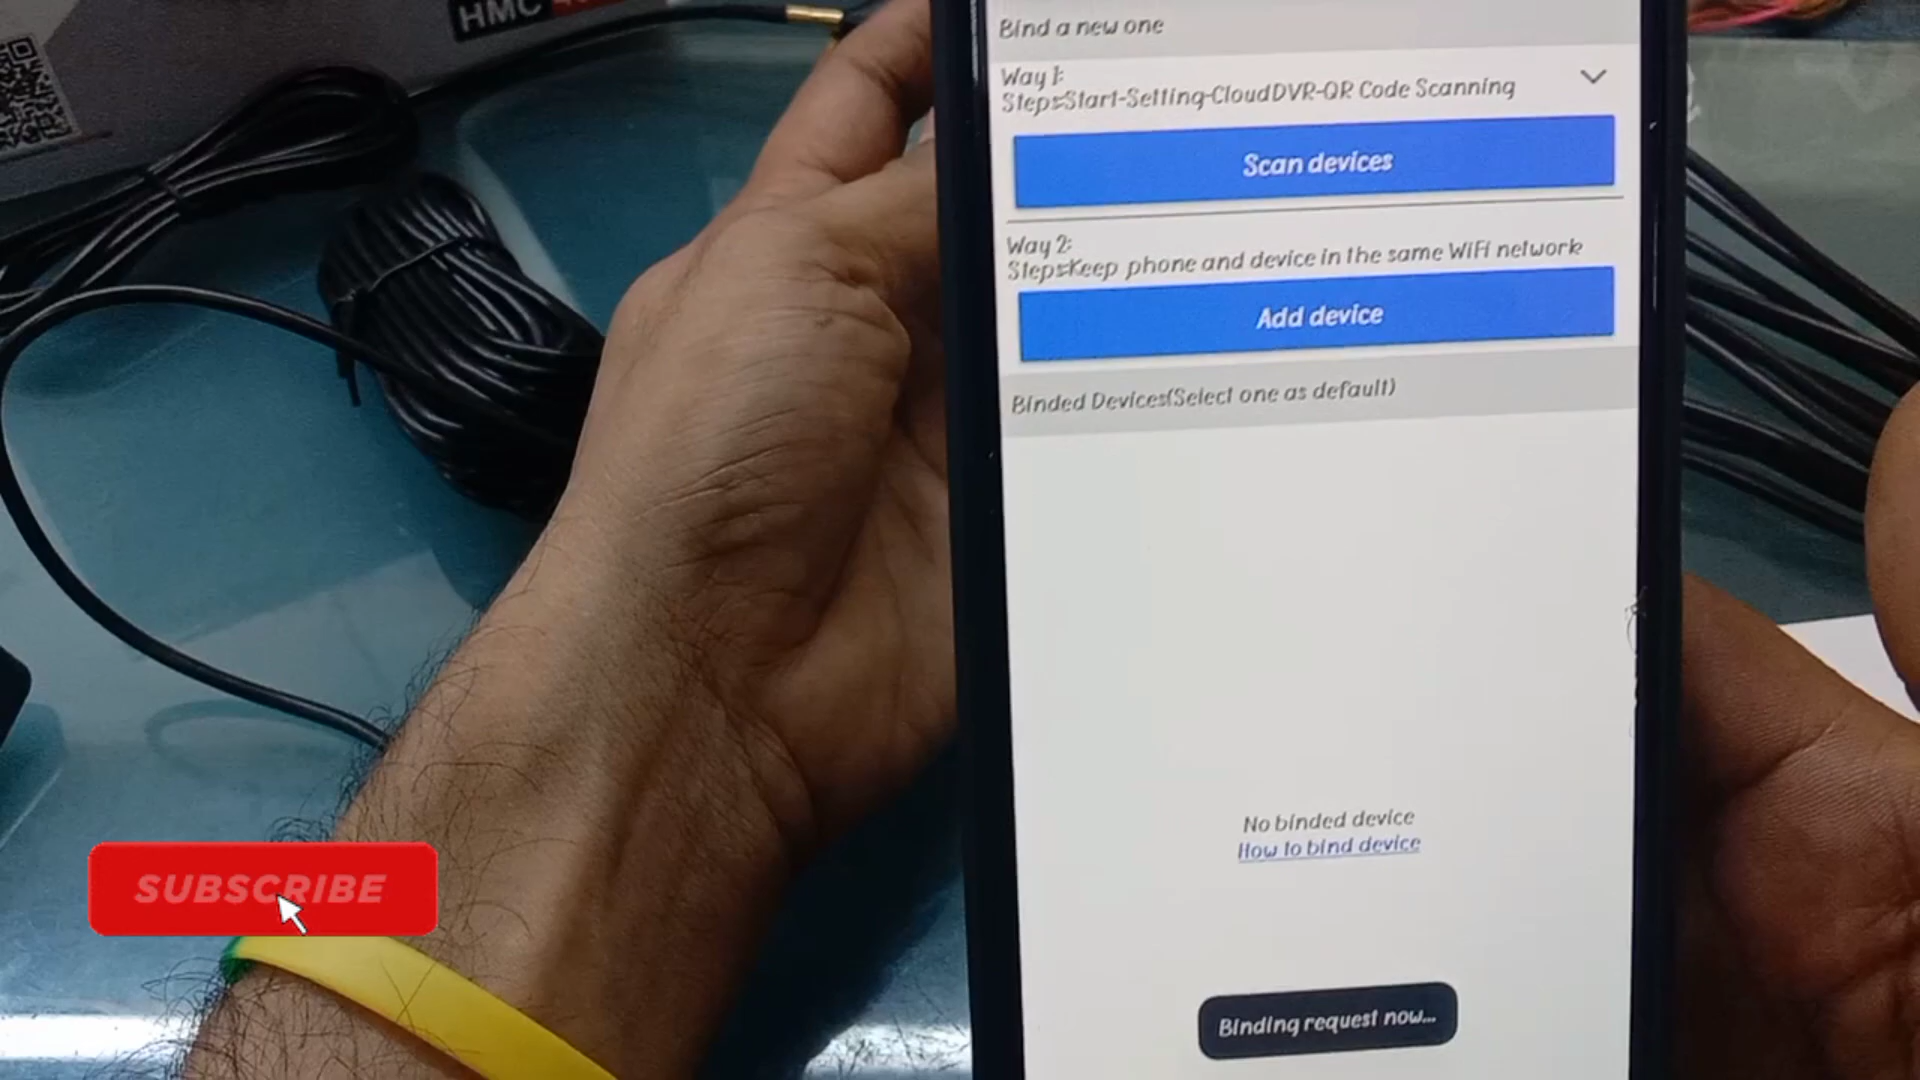 HMC
Bind a new one
Way 1:
Steps:Start-Setting-CloudDVR-QR Code Scanning
Scan devices
Way 2:
Steps:Keep phone and device in the same WiFi network
Add device
Binded Devices(Select one as default)
No binded device
How to bind device
SUBSCRIBE
Binding request now...